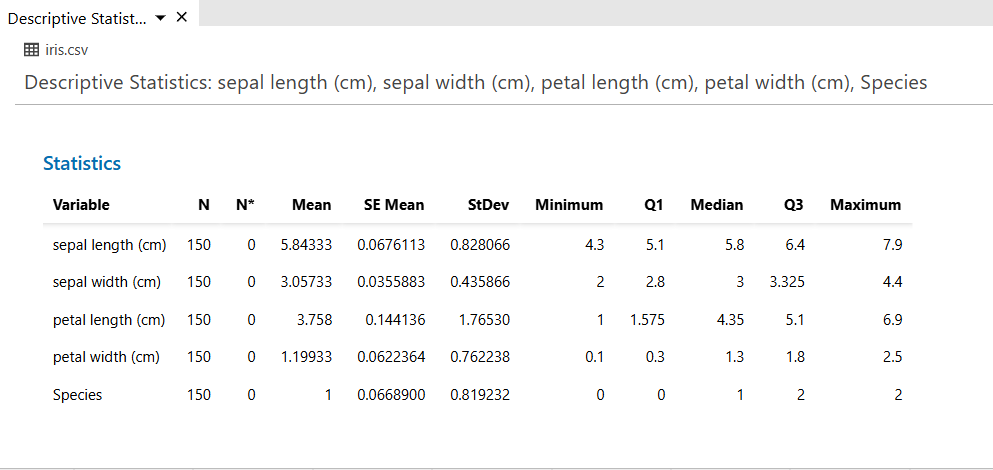 Descriptive Statist...
iris.csv
Descriptive Statistics: sepal length (cm), sepal width (cm), petal length (cm), petal width (cm), Species
Statistics
Variable N N* Mean SE Mean StDev Minimum Q1 Median Q3 Maximum
sepal length (cm) 150 0 5.84333 0.0676113 0.828066 4.3 5.1 5.8 6.4 7.9
sepal width (cm) 150 0 3.05733 0.0355883 0.435866 2 2.8 3 3.325 4.4
petal length (cm) 150 0 3.758 0.144136 1.76530 1 1.575 4.35 5.1 6.9
petal width (cm) 150 0 1.19933 0.0622364 0.762238 0.1 0.3 1.3 1.8 2.5
Species 150 0 1 0.0668900 0.819232 0 0 1 2 2